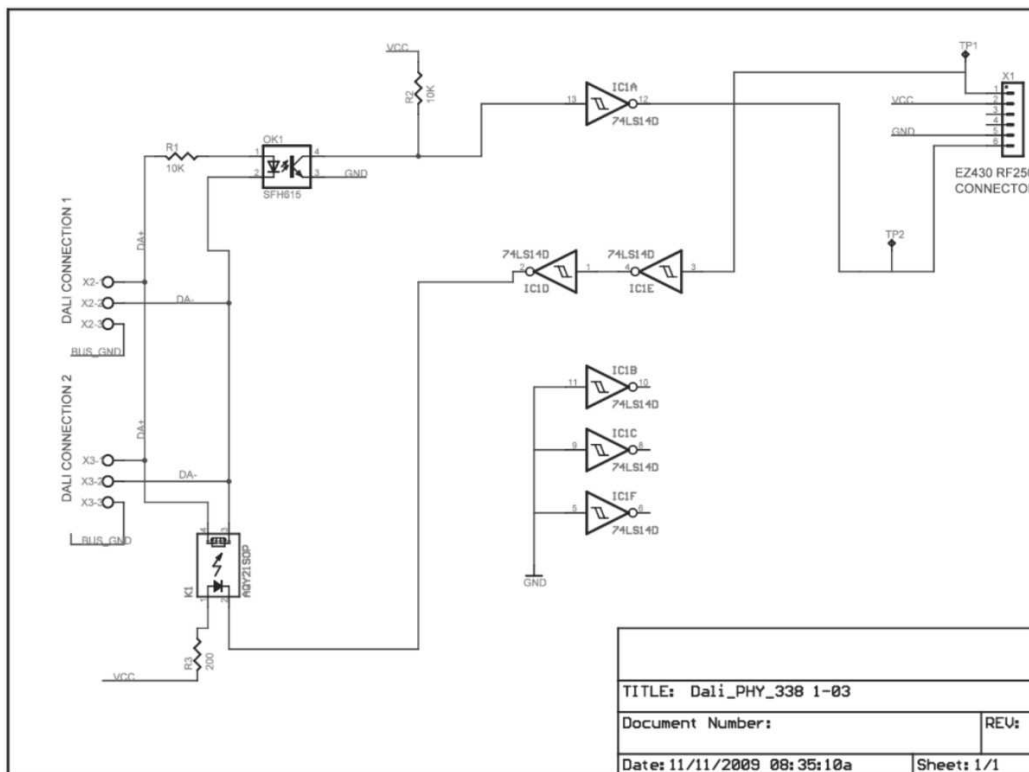 VCC
R2
10K
13
IC1A
12
74LS14D
TP1
X1
1
VCC
2
3
4
GND
5
6
EZ430 RF250
CONNECTO
R1
10K
OK1
1
4
2
3
SFH615
GND
TP2
74LS14D
2
1
IC1D
74LS14D
4
3
IC1E
DALI CONNECTION 1
DA+
X2-1
X2-2
DA-
X2-3
BUS_GND
DALI CONNECTION 2
DA+
X3-1
X3-2
DA-
X3-3
BUS_GND
4
3
K1
AQY21SOP
1
2
R3
200
VCC
IC1B
11
10
74LS14D
IC1C
9
8
74LS14D
IC1F
5
6
74LS14D
GND
TITLE: Dali_PHY_338 1-03
Document Number:
REV:
Date: 11/11/2009 08:35:10a
Sheet: 1/1